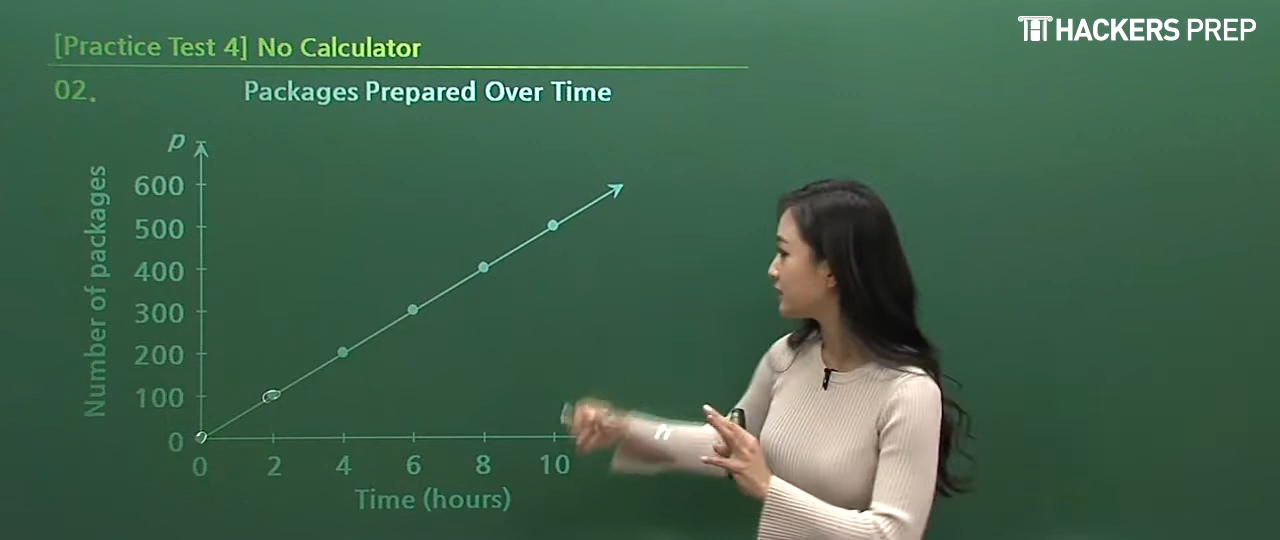 HACKERS PREP
[Practice Test 4] No Calculator
02.
Packages Prepared Over Time
p
Number of packages
600
500
400
300
200
100
0
0 2 4 6 8 10
Time (hours)